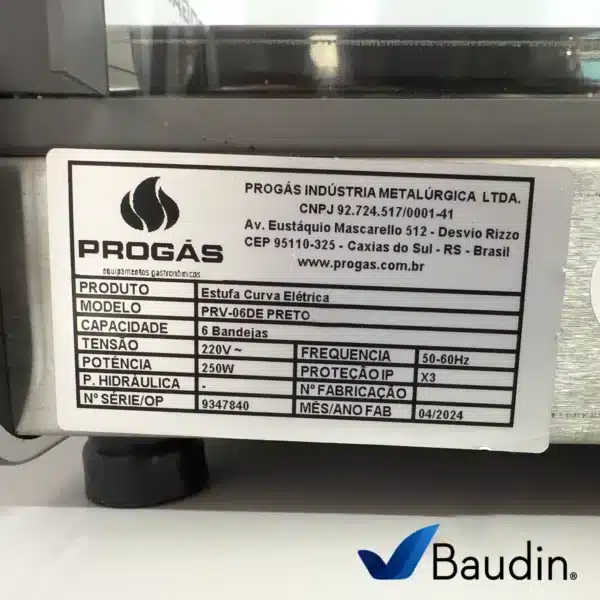 PROGÁS
equipamentos gastronômicos
PROGÁS INDÚSTRIA METALÚRGICA LTDA.
CNPJ 92.724.517/0001-41
Av. Eustáquio Mascarello 512 - Desvio Rizzo
CEP 95110-325 - Caxias do Sul - RS - Brasil
www.progas.com.br
PRODUTO Estufa Curva Elétrica
MODELO PRV-06DE PRETO
CAPACIDADE 6 Bandejas
TENSÃO 220V ~ FREQUENCIA 50-60Hz
POTÊNCIA 250W PROTEÇÃO IP X3
P. HIDRÁULICA - Nº FABRICAÇÃO
Nº SÉRIE/OP 9347840 MÊS/ANO FAB 04/2024
Baudin®